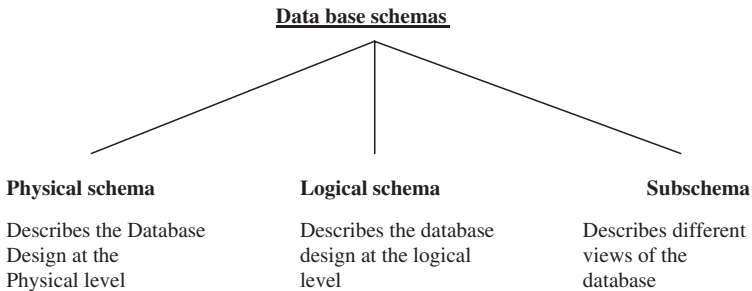 Data base schemas
Physical schema
Describes the Database
Design at the
Physical level
Logical schema
Describes the database
design at the logical
level
Subschema
Describes different
views of the
database